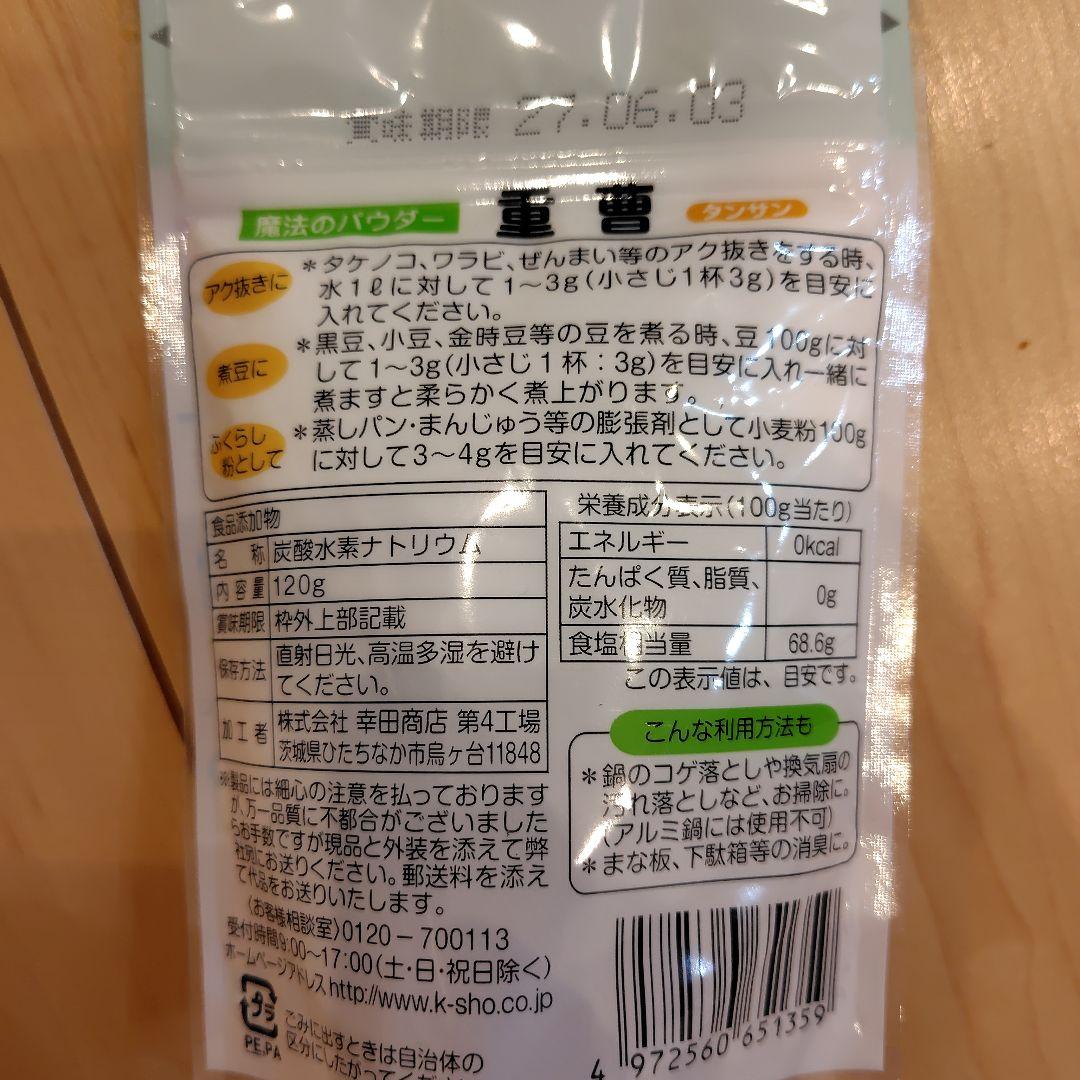 賞味期限 27.06.03
魔法のパウダー 重曹 タンサン
アク抜きに
*タケノコ、ワラビ、ぜんまい等のアク抜きをする時、
水1ℓに対して1〜3g(小さじ1杯3g)を目安に
入れてください。
煮豆に
*黒豆、小豆、金時豆等の豆を煮る時、豆100gに対
して1〜3g(小さじ1杯:3g)を目安に入れ一緒に
煮ますと柔らかく煮上がります。
ふくらし
粉として
*蒸しパン・まんじゅう等の膨張剤として小麦粉100g
に対して3〜4gを目安に入れてください。
食品添加物
名称 炭酸水素ナトリウム
内容量 120g
賞味期限 枠外上部記載
保存方法 直射日光、高温多湿を避け
てください。
加工者 株式会社 幸田商店 第4工場
茨城県ひたちなか市烏ヶ台11848
※製品には細心の注意を払っております
が、万一品質に不都合がございました
らお手数ですが現品と外装を添えて弊
社宛にお送りください。郵送料を添え
て代品をお送りいたします。
(お客様相談室)0120-700113
受付時間9:00〜17:00(土・日・祝日除く)
ホームページアドレスhttp://www.k-sho.co.jp
プラ
PE,PA
ごみに出すときは自治体の
区分にしたがってくださ
栄養成分表示(100g当たり)
エネルギー 0kcal
たんぱく質、脂質、
炭水化物 0g
食塩相当量 68.6g
この表示値は、目安です。
こんな利用方法も
*鍋のコゲ落としや換気扇の
汚れ落としなど、お掃除に。
(アルミ鍋には使用不可)
*まな板、下駄箱等の消臭に。
4 972560 651359